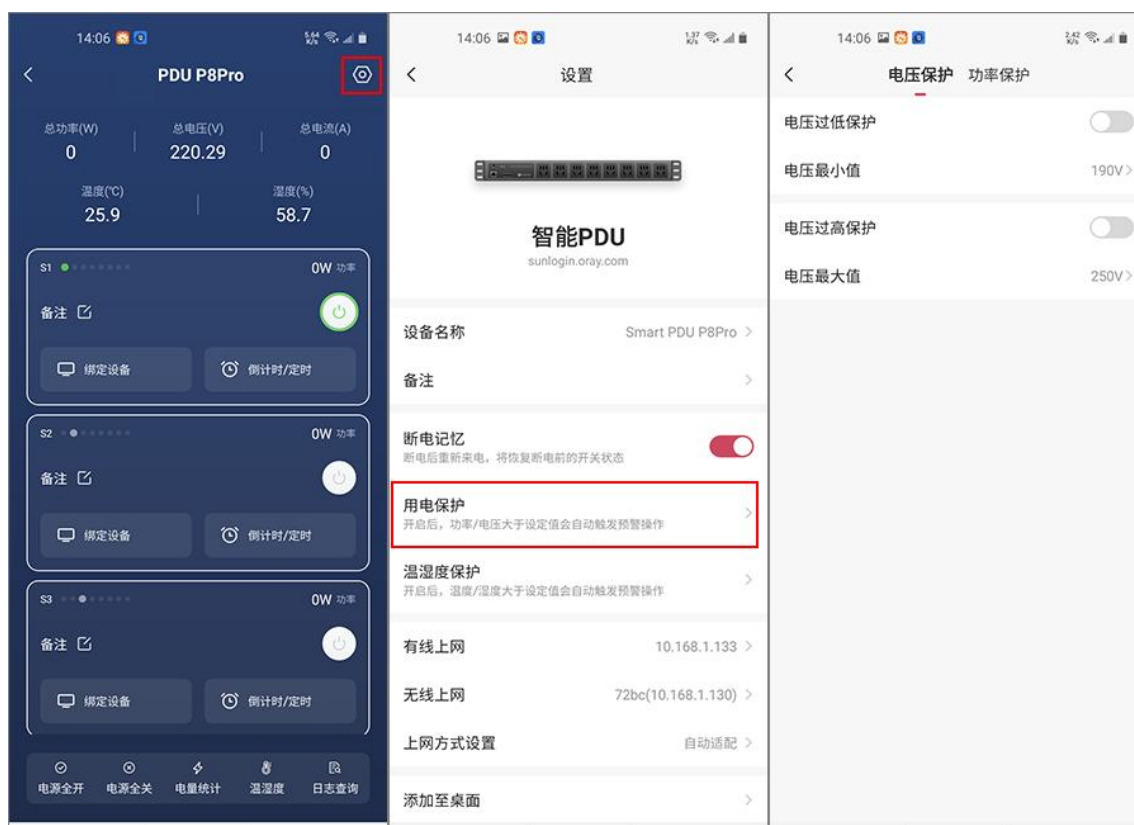 14:06
5.64 K/s
PDU P8Pro
总功率(W)
总电压(V)
总电流(A)
0
220.29
0
温度(℃)
湿度(%)
25.9
58.7
S1
0W 功率
备注
绑定设备
倒计时/定时
S2
0W 功率
备注
绑定设备
倒计时/定时
S3
0W 功率
备注
绑定设备
倒计时/定时
电源全开
电源全关
电量统计
温湿度
日志查询
14:06
1.37 K/s
设置
智能PDU
sunlogin.oray.com
设备名称
Smart PDU P8Pro
备注
断电记忆
断电后重新来电，将恢复断电前的开关状态
用电保护
开启后，功率/电压大于设定值会自动触发预警操作
温湿度保护
开启后，温度/湿度大于设定值会自动触发预警操作
有线上网
10.168.1.133
无线上网
72bc(10.168.1.130)
上网方式设置
自动适配
添加至桌面
14:06
2.42 K/s
电压保护 功率保护
电压过低保护
电压最小值
190V
电压过高保护
电压最大值
250V